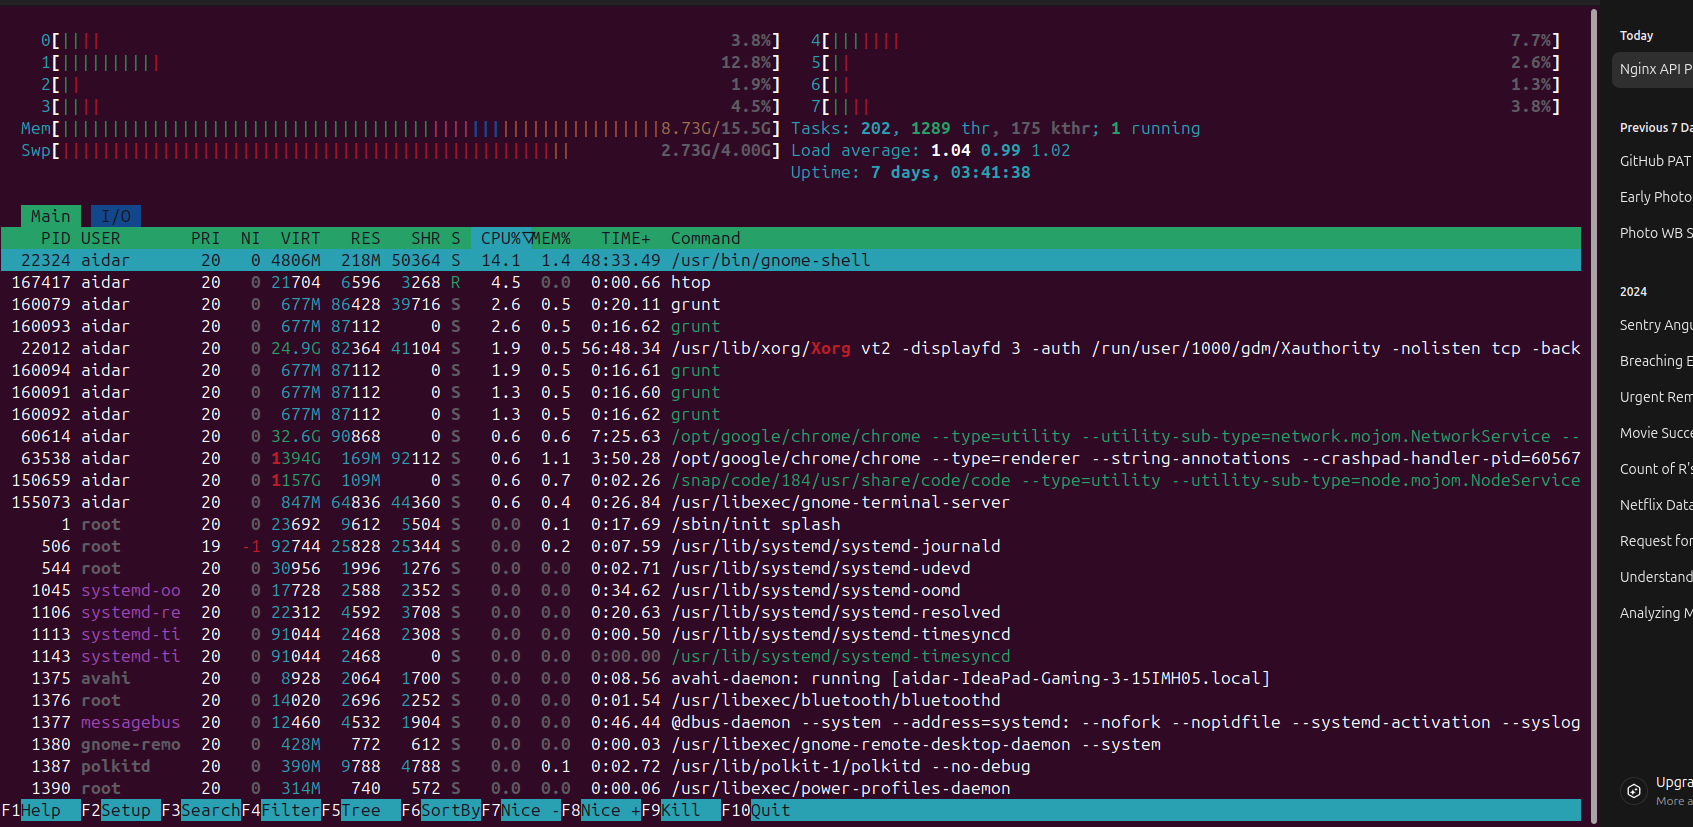 0[|||| 3.8%] 4[||||||| 7.7%]
1[|||||||||| 12.8%] 5[|| 2.6%]
2[|| 1.9%] 6[|| 1.3%]
3[|||| 4.5%] 7[|||| 3.8%]
Mem[||||||||||||||||||||||||||||||||||||||||||||||||||||||||||||8.73G/15.5G] Tasks: 202, 1289 thr, 175 kthr; 1 running
Swp[||||||||||||||||||||||||||||||||||||||||||||||||||| 2.73G/4.00G] Load average: 1.04 0.99 1.02
Uptime: 7 days, 03:41:38
Main I/O
PID USER PRI NI VIRT RES SHR S CPU%▽MEM% TIME+ Command
22324 aidar 20 0 4806M 218M 50364 S 14.1 1.4 48:33.49 /usr/bin/gnome-shell
167417 aidar 20 0 21704 6596 3268 R 4.5 0.0 0:00.66 htop
160079 aidar 20 0 677M 86428 39716 S 2.6 0.5 0:20.11 grunt
160093 aidar 20 0 677M 87112 0 S 2.6 0.5 0:16.62 grunt
22012 aidar 20 0 24.9G 82364 41104 S 1.9 0.5 56:48.34 /usr/lib/xorg/Xorg vt2 -displayfd 3 -auth /run/user/1000/gdm/Xauthority -nolisten tcp -back
160094 aidar 20 0 677M 87112 0 S 1.9 0.5 0:16.61 grunt
160091 aidar 20 0 677M 87112 0 S 1.3 0.5 0:16.60 grunt
160092 aidar 20 0 677M 87112 0 S 1.3 0.5 0:16.62 grunt
60614 aidar 20 0 32.6G 90868 0 S 0.6 0.6 7:25.63 /opt/google/chrome/chrome --type=utility --utility-sub-type=network.mojom.NetworkService --
63538 aidar 20 0 1394G 169M 92112 S 0.6 1.1 3:50.28 /opt/google/chrome/chrome --type=renderer --string-annotations --crashpad-handler-pid=60567
150659 aidar 20 0 1157G 109M 0 S 0.6 0.7 0:02.26 /snap/code/184/usr/share/code/code --type=utility --utility-sub-type=node.mojom.NodeService
155073 aidar 20 0 847M 64836 44360 S 0.6 0.4 0:26.84 /usr/libexec/gnome-terminal-server
1 root 20 0 23692 9612 5504 S 0.0 0.1 0:17.69 /sbin/init splash
506 root 19 -1 92744 25828 25344 S 0.0 0.2 0:07.59 /usr/lib/systemd/systemd-journald
544 root 20 0 30956 1996 1276 S 0.0 0.0 0:02.71 /usr/lib/systemd/systemd-udevd
1045 systemd-oo 20 0 17728 2588 2352 S 0.0 0.0 0:34.62 /usr/lib/systemd/systemd-oomd
1106 systemd-re 20 0 22312 4592 3708 S 0.0 0.0 0:20.63 /usr/lib/systemd/systemd-resolved
1113 systemd-ti 20 0 91044 2468 2308 S 0.0 0.0 0:00.50 /usr/lib/systemd/systemd-timesyncd
1143 systemd-ti 20 0 91044 2468 0 S 0.0 0.0 0:00.00 /usr/lib/systemd/systemd-timesyncd
1375 avahi 20 0 8928 2064 1700 S 0.0 0.0 0:08.56 avahi-daemon: running [aidar-IdeaPad-Gaming-3-15IMH05.local]
1376 root 20 0 14020 2696 2252 S 0.0 0.0 0:01.54 /usr/libexec/bluetooth/bluetoothd
1377 messagebus 20 0 12460 4532 1904 S 0.0 0.0 0:46.44 @dbus-daemon --system --address=systemd: --nofork --nopidfile --systemd-activation --syslog
1380 gnome-remo 20 0 428M 772 612 S 0.0 0.0 0:00.03 /usr/libexec/gnome-remote-desktop-daemon --system
1387 polkitd 20 0 390M 9788 4788 S 0.0 0.1 0:02.72 /usr/lib/polkit-1/polkitd --no-debug
1390 root 20 0 314M 740 572 S 0.0 0.0 0:00.06 /usr/libexec/power-profiles-daemon
F1Help F2Setup F3SearchF4FilterF5Tree F6SortByF7Nice -F8Nice +F9Kill F10Quit
Today
Nginx API P
Previous 7 Da
GitHub PAT
Early Photo
Photo WB S
2024
Sentry Angu
Breaching E
Urgent Rem
Movie Succe
Count of R's
Netflix Data
Request for
Understand
Analyzing M
Upgra
More a